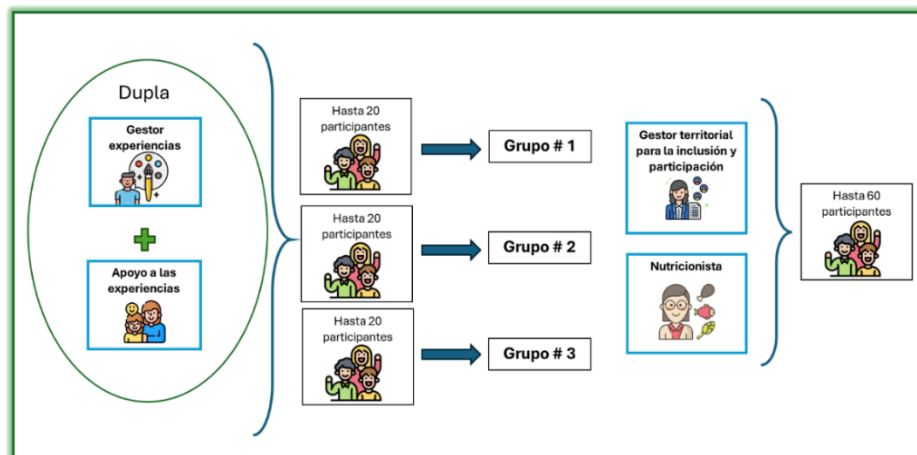 Dupla
Gestor
experiencias
Apoyo a las
experiencias
Hasta 20
participantes
Grupo # 1
Hasta 20
participantes
Grupo # 2
Hasta 20
participantes
Grupo # 3
Gestor territorial
para la inclusión y
participación
Nutricionista
Hasta 60
participantes